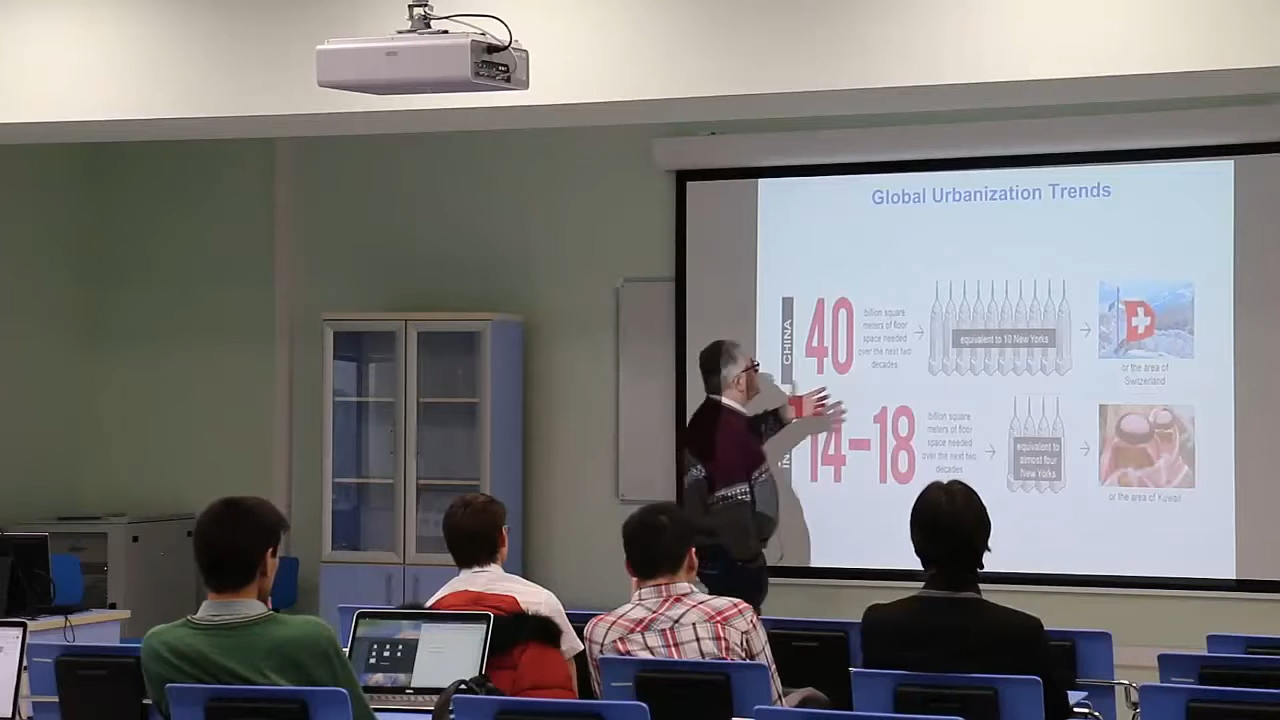 Global Urbanization Trends
CHINA
40
billion square
meters of floor
space needed
over the next two
decades
equivalent to 10 New Yorks
or the area of
Switzerland
IN
14-18
billion square
meters of floor
space needed
over the next two
decades
equivalent to
almost four
New Yorks
or the area of Kuwait